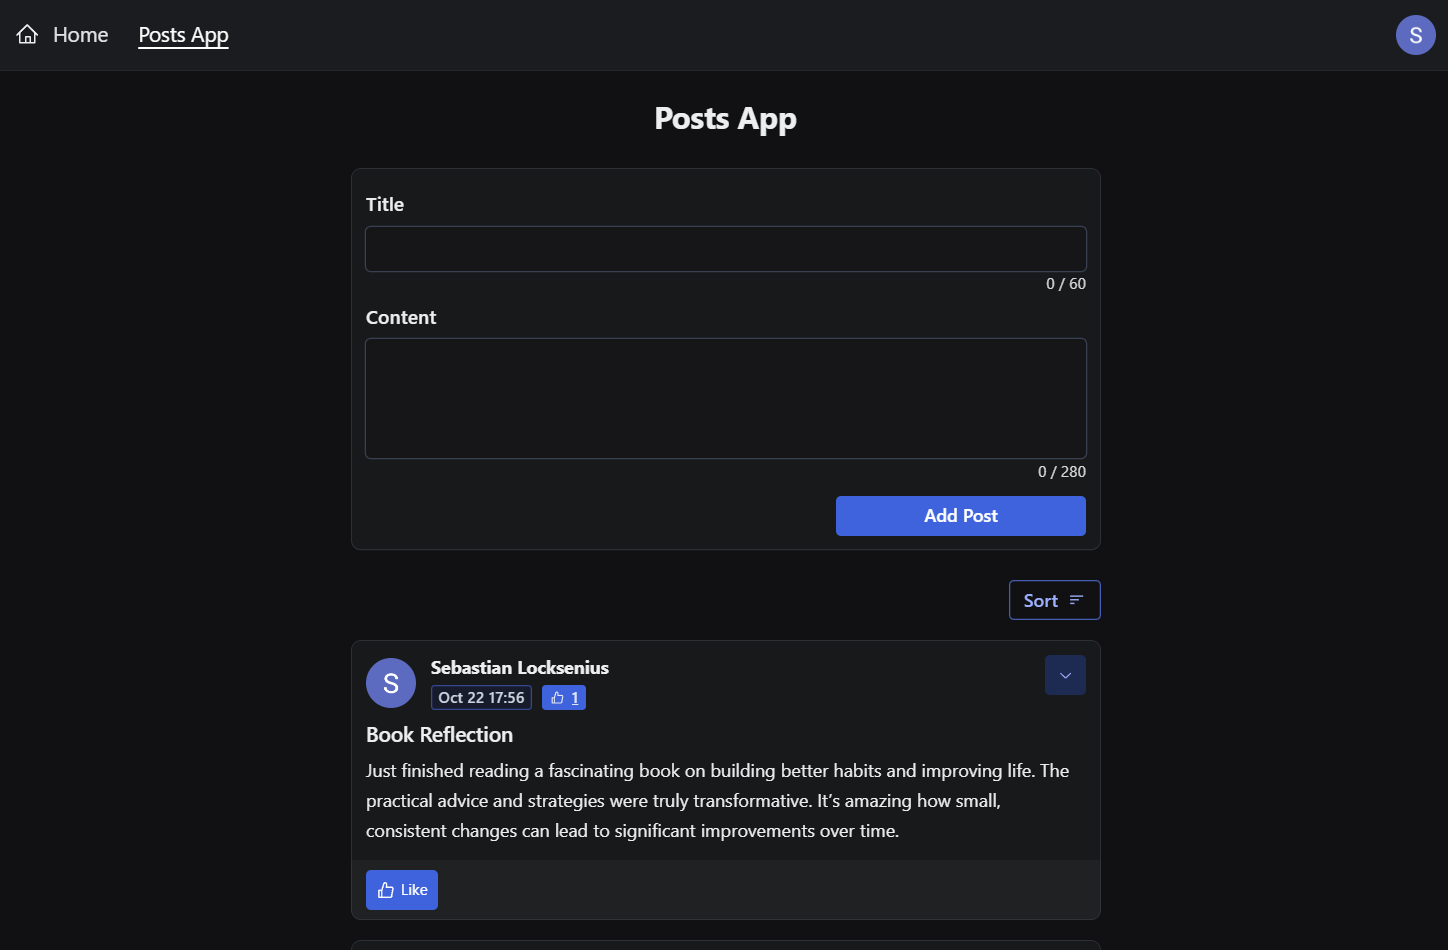 Home Posts App S
Posts App
Title
0 / 60
Content
0 / 280
Add Post
Sort
S
Sebastian Locksenius
Oct 22 17:56 1
Book Reflection
Just finished reading a fascinating book on building better habits and improving life. The
practical advice and strategies were truly transformative. It’s amazing how small,
consistent changes can lead to significant improvements over time.
Like